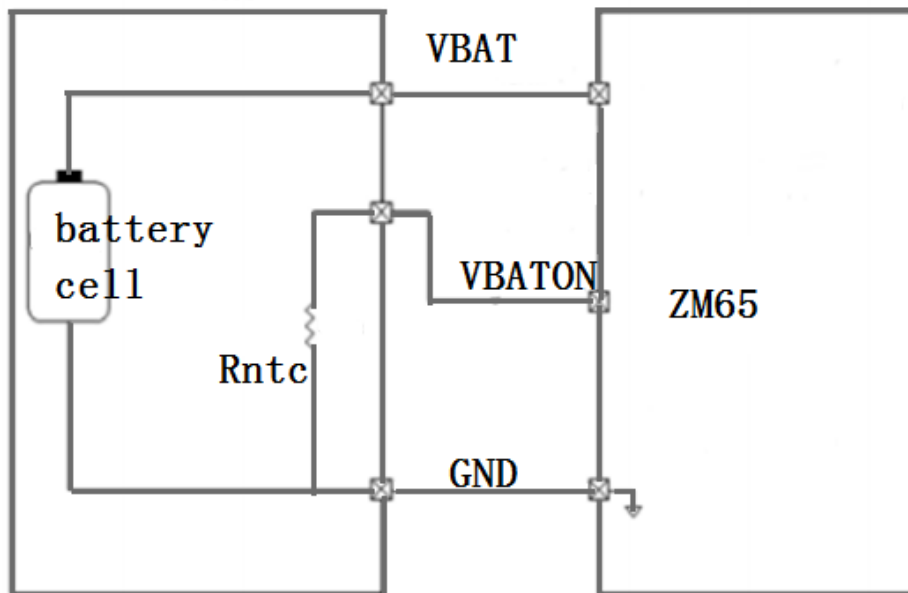 VBAT
battery
cell
VBATON
ZM65
Rntc
GND